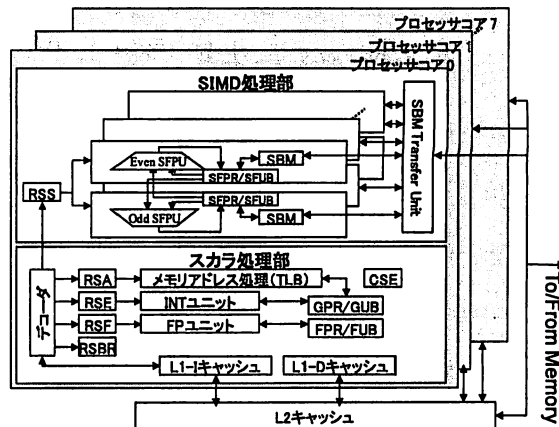 プロセッサコア7
プロセッサコア1
プロセッサコア0
SIMD処理部
Even SFPU
SBM
SFPR/SFUB
SFPR/SFUB
Odd SFPU
SBM
SBM Transfer Unit
RSS
スカラ処理部
デコーダ
RSA
メモリアドレス処理(TLB)
CSE
RSE
INTユニット
GPR/GUB
RSF
FPユニット
FPR/FUB
RSBR
L1-Iキャッシュ
L1-Dキャッシュ
L2キャッシュ
To/From Memory